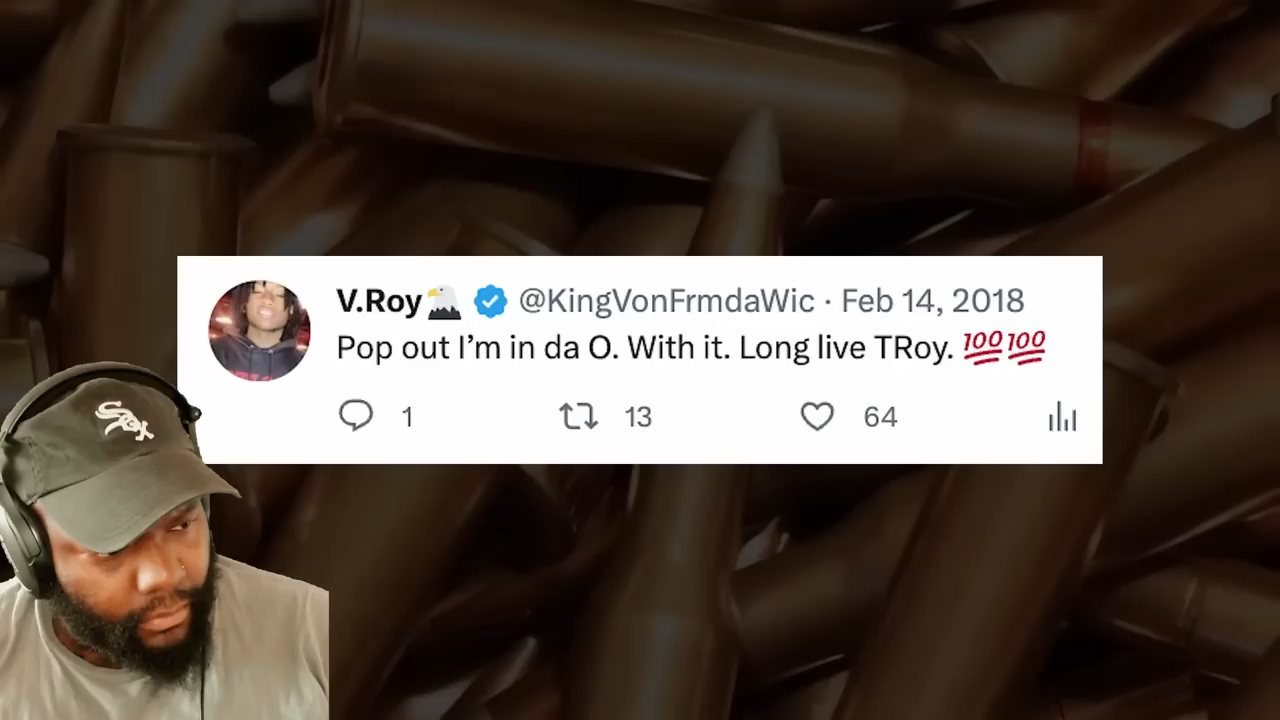 V.Roy🦅 @KingVonFrmdaWic · Feb 14, 2018
Pop out I’m in da O. With it. Long live TRoy. 💯💯
1 13 64
Sox